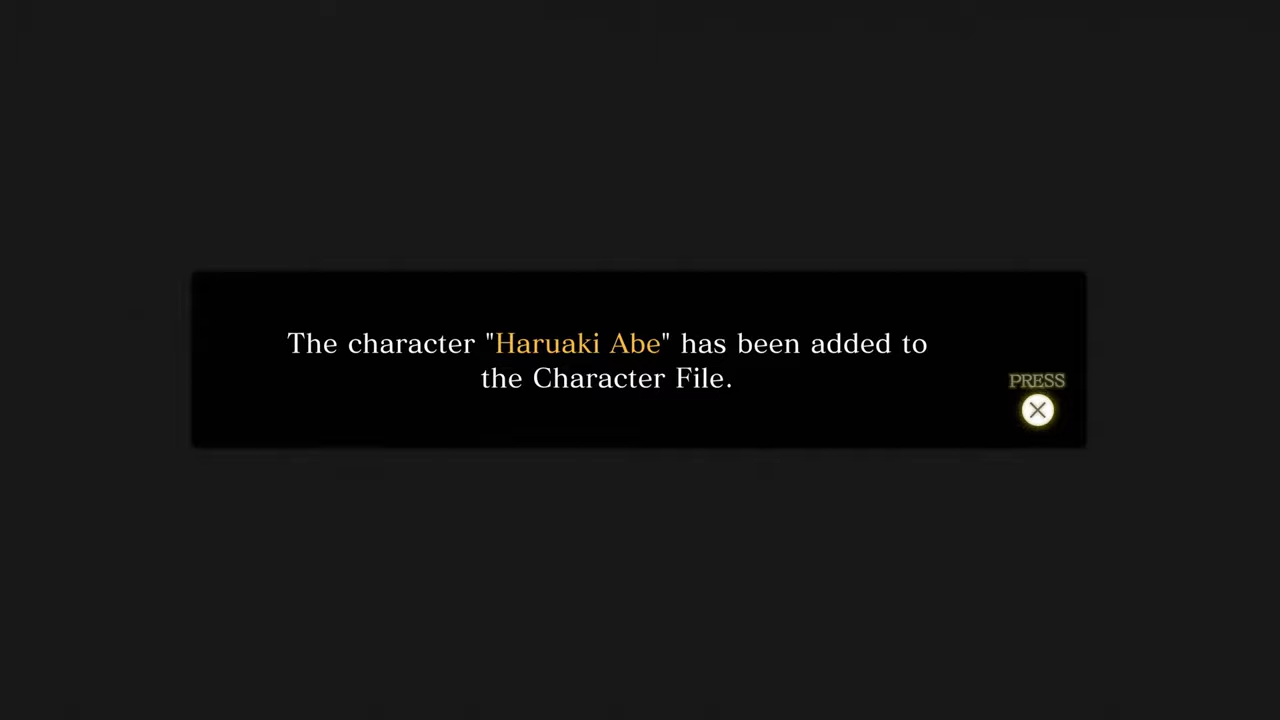 The character "Haruaki Abe" has been added to
the Character File.
PRESS